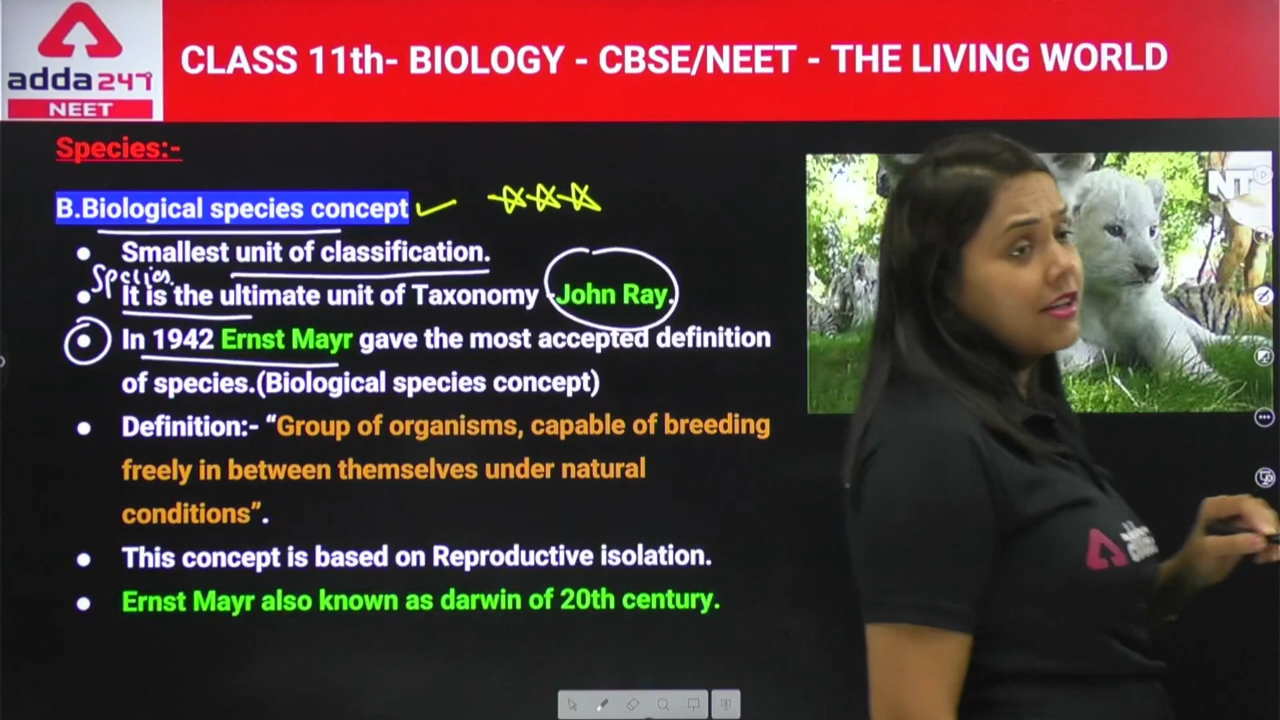 adda247
NEET
CLASS 11th- BIOLOGY - CBSE/NEET - THE LIVING WORLD
Species:-
B.Biological species concept
● Smallest unit of classification.
Species.
● It is the ultimate unit of Taxonomy -John Ray.
● In 1942 Ernst Mayr gave the most accepted definition
of species.(Biological species concept)
● Definition:- “Group of organisms, capable of breeding
freely in between themselves under natural
conditions”.
● This concept is based on Reproductive isolation.
● Ernst Mayr also known as darwin of 20th century.
NT